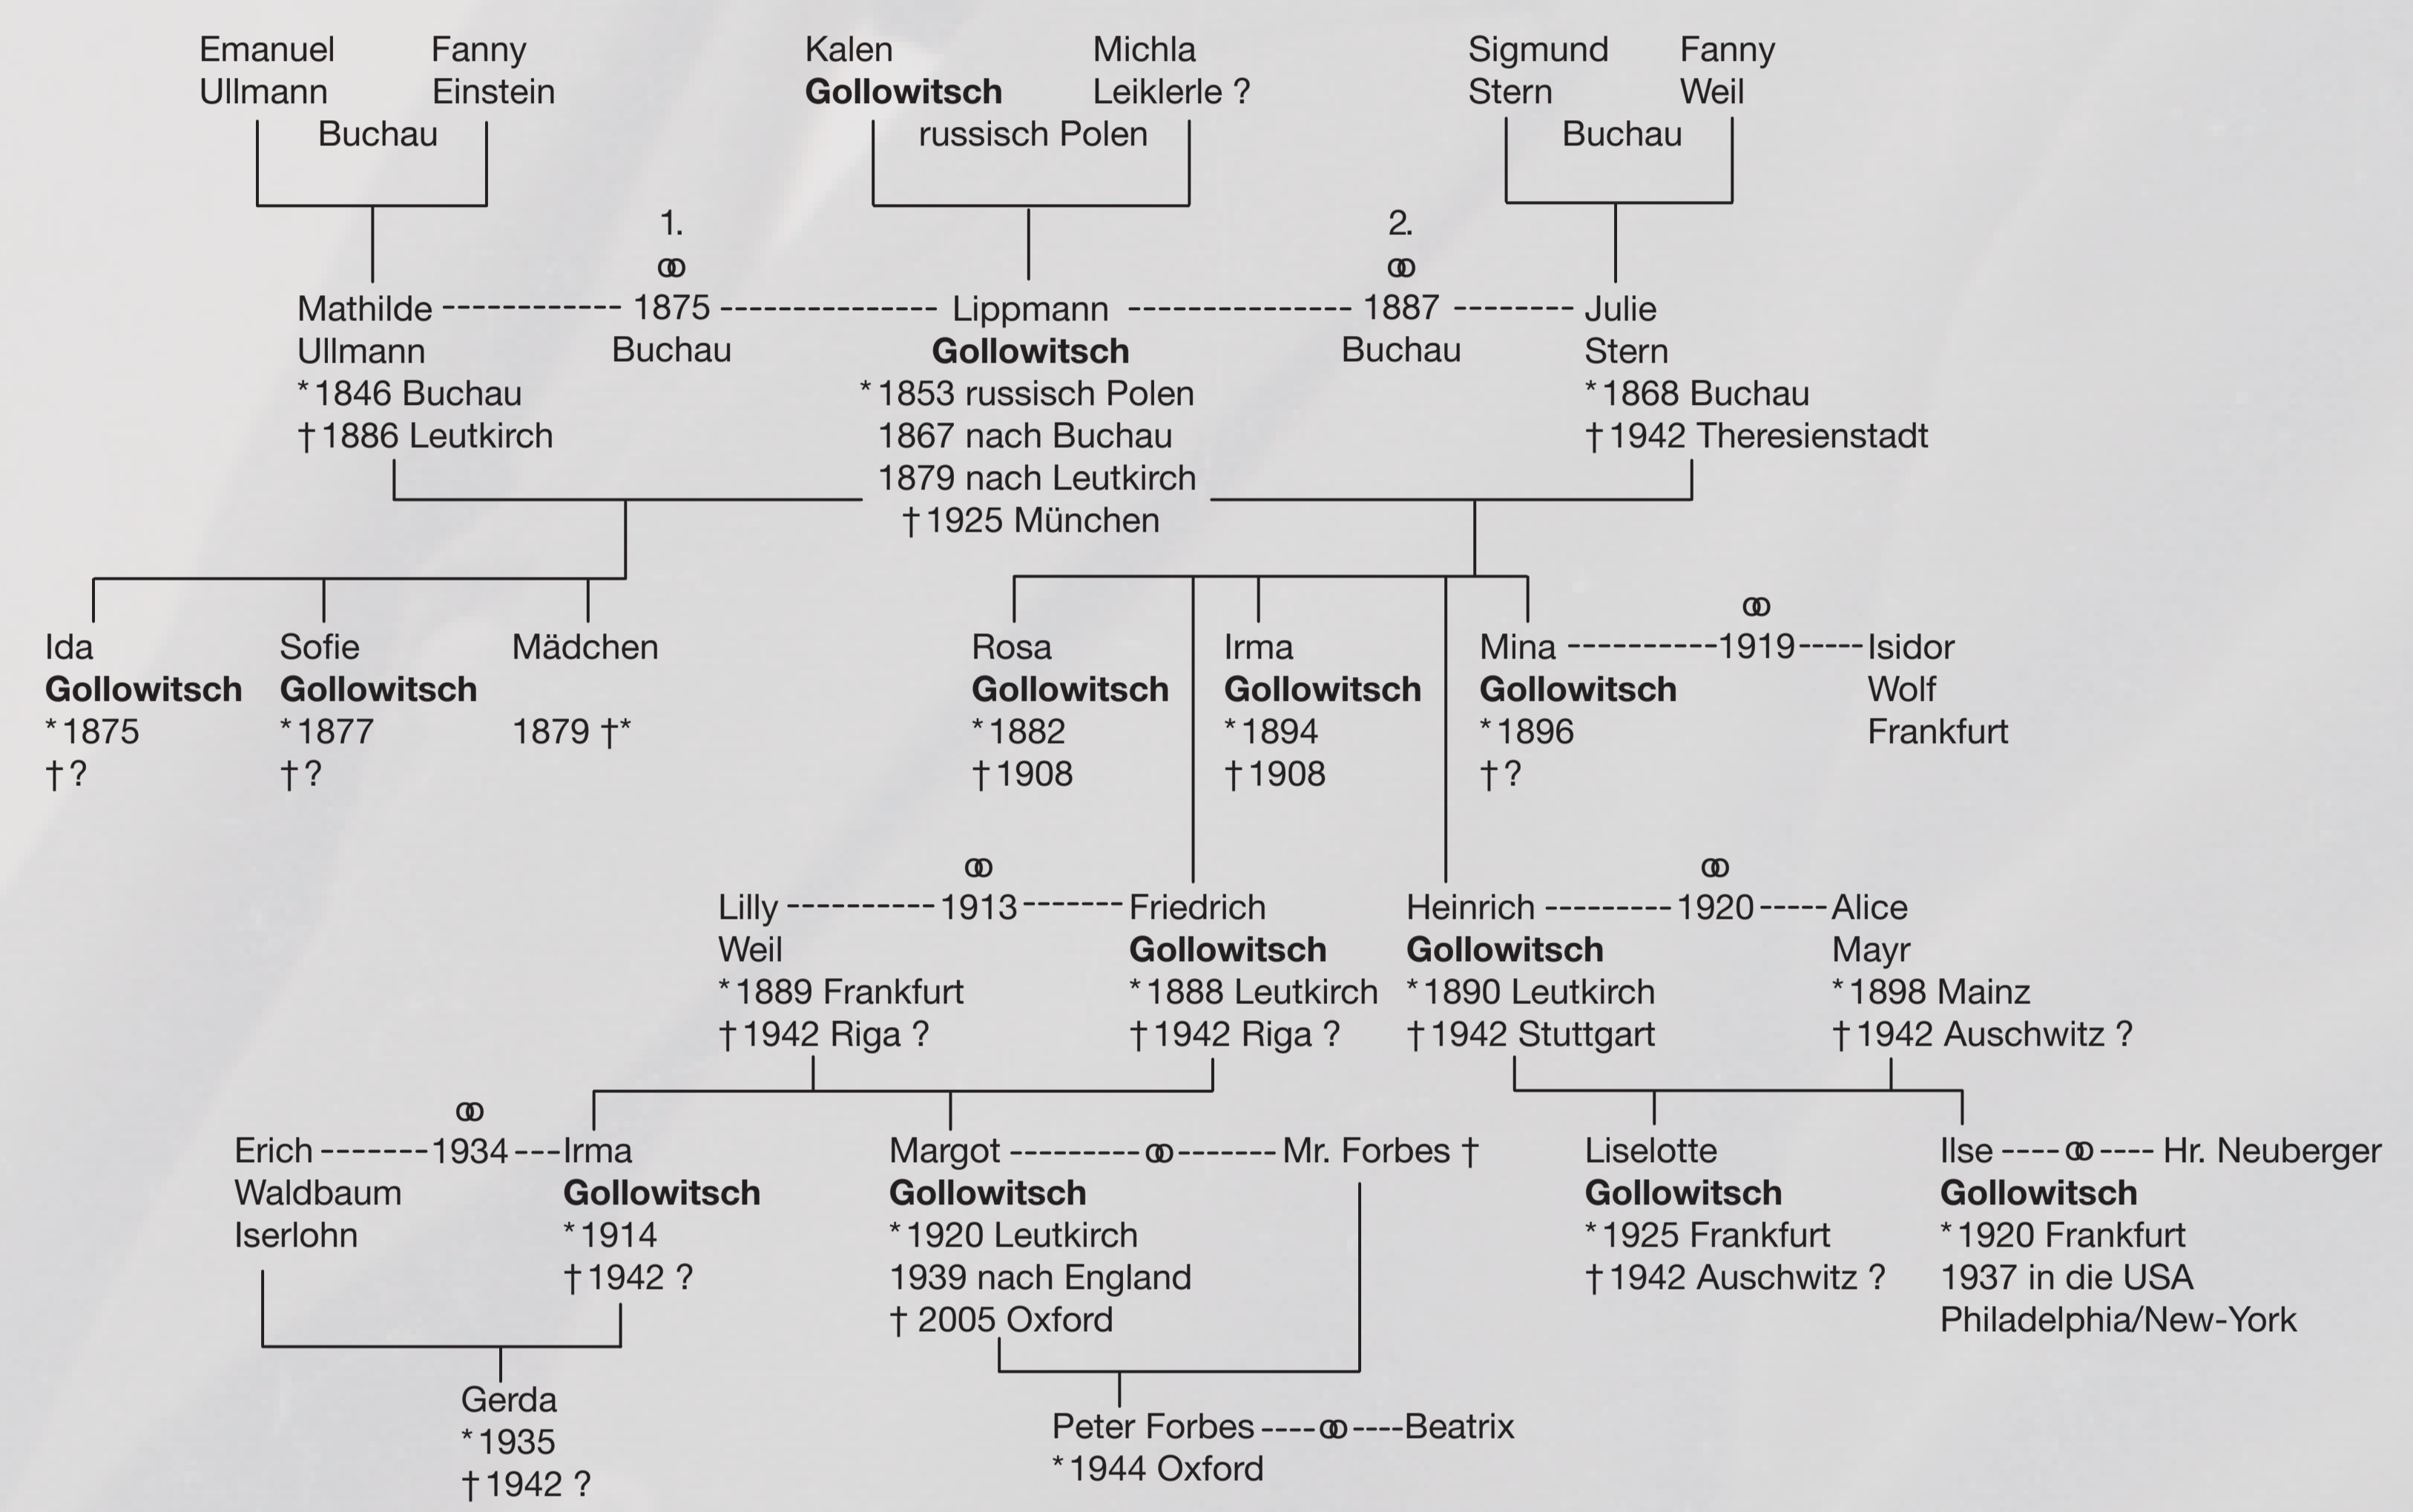 Emanuel
Ullmann
Fanny
Einstein
Buchau
Kalen
Gollowitsch
Michla
Leiklerle ?
russisch Polen
Sigmund
Stern
Fanny
Weil
Buchau
Mathilde
Ullmann
*1846 Buchau
†1886 Leutkirch
1.
⚭
1875
Buchau
Lippmann
Gollowitsch
*1853 russisch Polen
1867 nach Buchau
1879 nach Leutkirch
†1925 München
2.
⚭
1887
Buchau
Julie
Stern
*1868 Buchau
†1942 Theresienstadt
Ida
Gollowitsch
*1875
†?
Sofie
Gollowitsch
*1877
†?
Mädchen
1879 †*
Rosa
Gollowitsch
*1882
†1908
Irma
Gollowitsch
*1894
†1908
Mina
Gollowitsch
*1896
†?
⚭
1919
Isidor
Wolf
Frankfurt
Lilly
Weil
*1889 Frankfurt
†1942 Riga ?
⚭
1913
Friedrich
Gollowitsch
*1888 Leutkirch
†1942 Riga ?
Heinrich
Gollowitsch
*1890 Leutkirch
†1942 Stuttgart
⚭
1920
Alice
Mayr
*1898 Mainz
†1942 Auschwitz ?
Erich
Waldbaum
Iserlohn
⚭
1934
Irma
Gollowitsch
*1914
†1942 ?
Margot
Gollowitsch
*1920 Leutkirch
1939 nach England
† 2005 Oxford
⚭
Mr. Forbes †
Liselotte
Gollowitsch
*1925 Frankfurt
†1942 Auschwitz ?
Ilse
Gollowitsch
*1920 Frankfurt
1937 in die USA
Philadelphia/New-York
⚭
Hr. Neuberger
Gerda
*1935
†1942 ?
Peter Forbes
*1944 Oxford
⚭
Beatrix